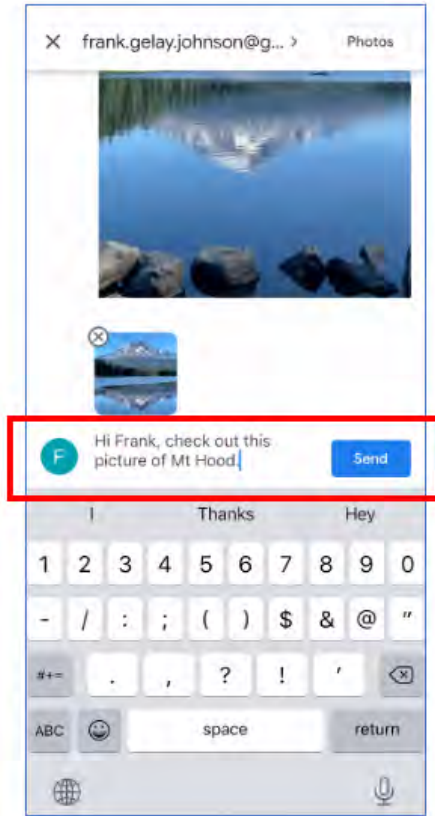 × frank.gelay.johnson@g... > Photos
F
Hi Frank, check out this
picture of Mt Hood.
Send
I Thanks Hey
1 2 3 4 5 6 7 8 9 0
- / : ; ( ) $ & @ "
#+= . , ? ! '
ABC space return